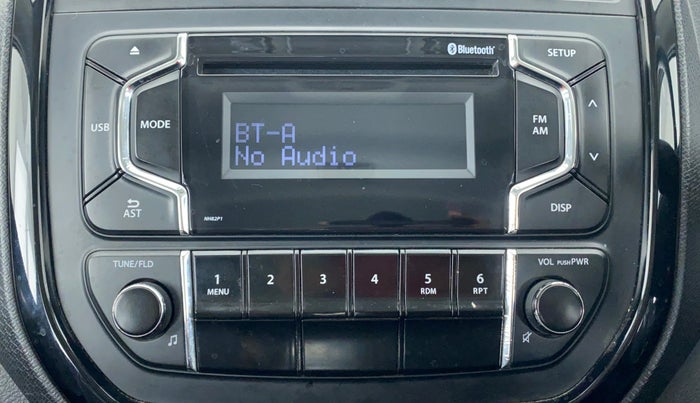 Bluetooth
SETUP
USB
MODE
FM
AM
BT-A
No Audio
AST
NH82P1
DISP
TUNE/FLD
1
MENU
2
3
4
5
RDM
6
RPT
VOL PUSH PWR